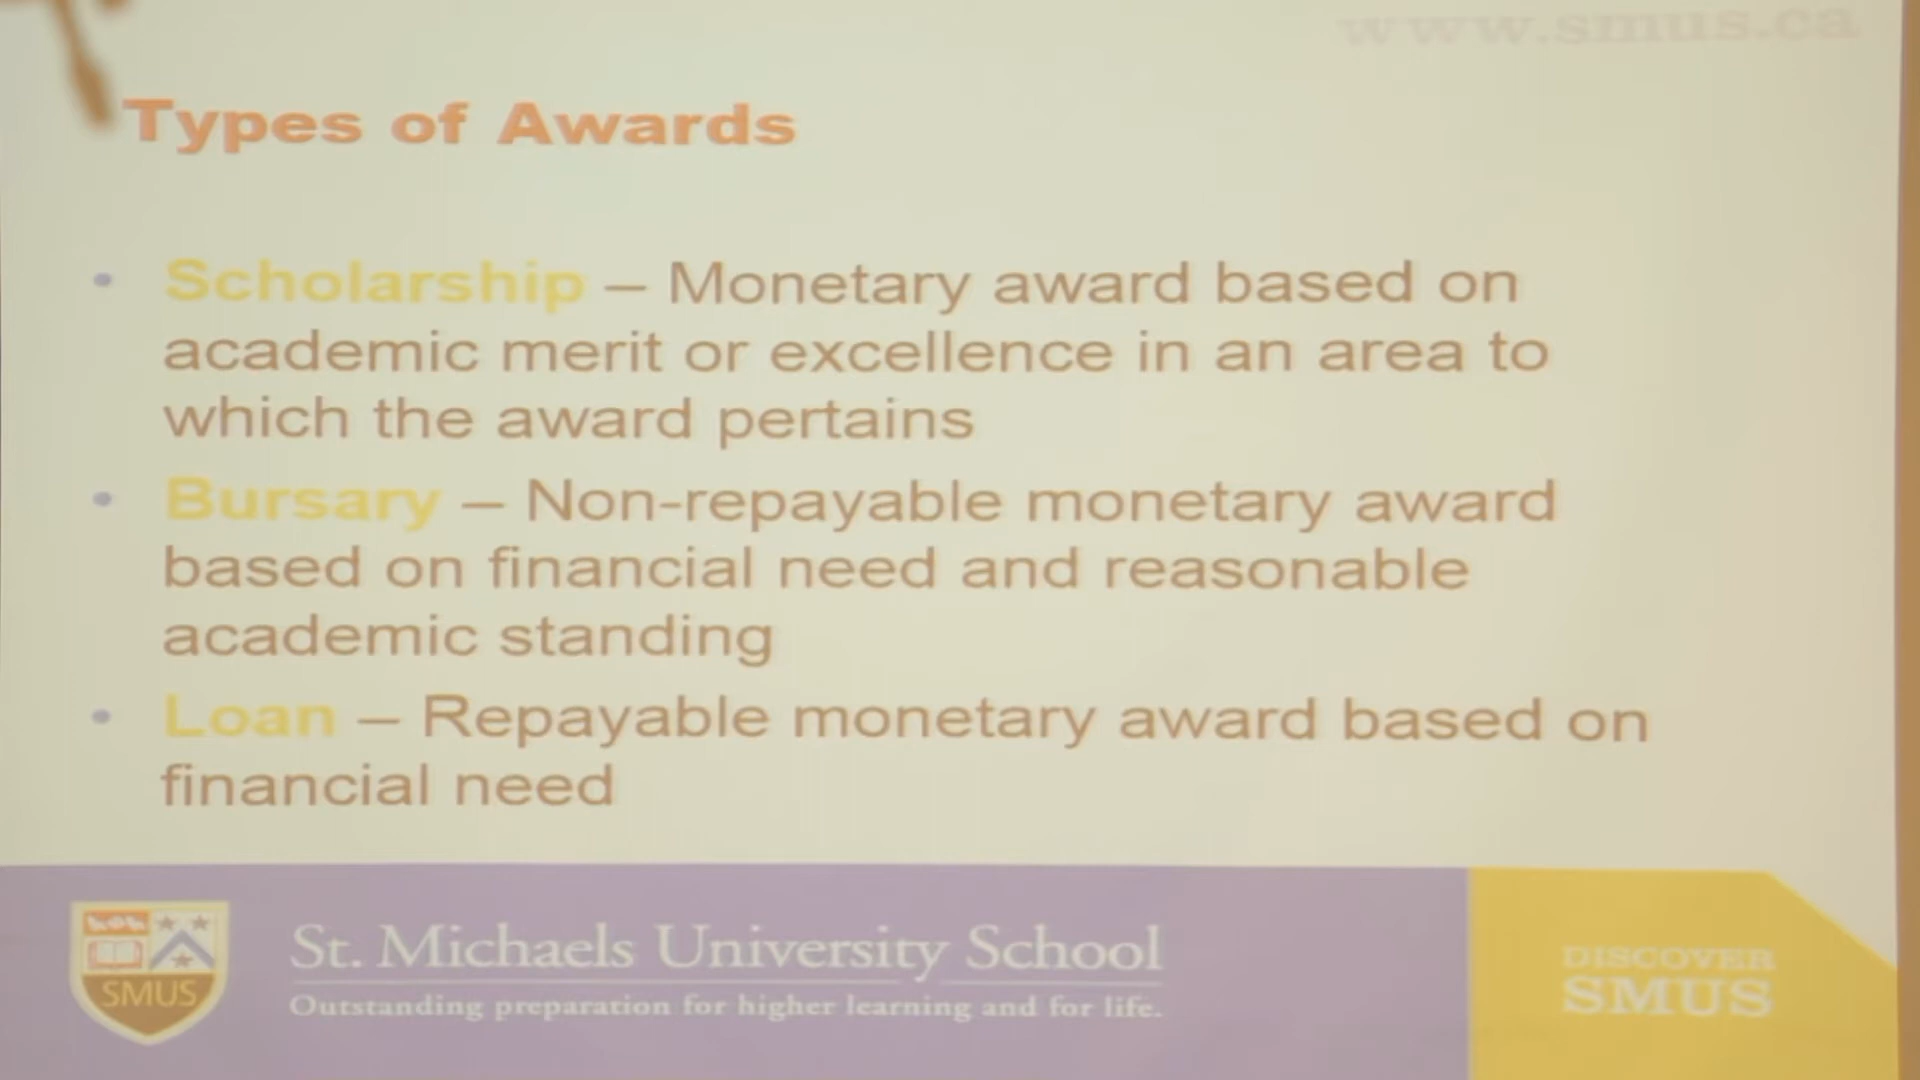 www.smus.ca
Types of Awards
• Scholarship – Monetary award based on
academic merit or excellence in an area to
which the award pertains
• Bursary – Non-repayable monetary award
based on financial need and reasonable
academic standing
• Loan – Repayable monetary award based on
financial need
SMUS
St. Michaels University School
Outstanding preparation for higher learning and for life.
DISCOVER
SMUS